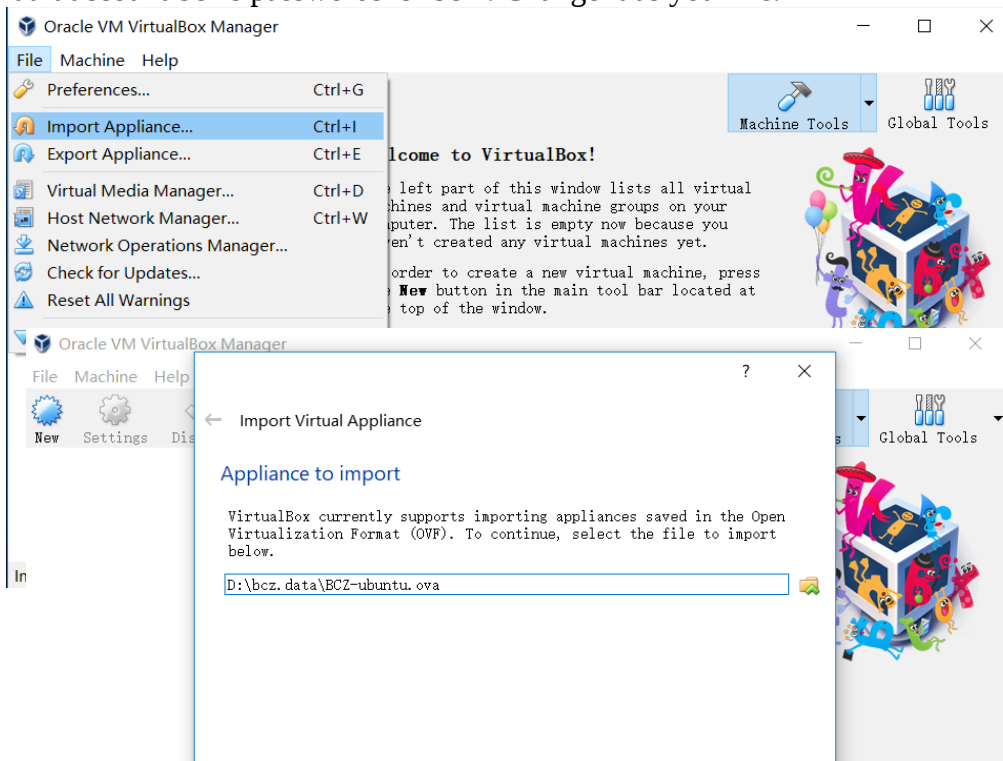 Oracle VM VirtualBox Manager
File Machine Help
Preferences... Ctrl+G
Import Appliance... Ctrl+I
Export Appliance... Ctrl+E
Virtual Media Manager... Ctrl+D
Host Network Manager... Ctrl+W
Network Operations Manager...
Check for Updates...
Reset All Warnings
Machine Tools
Global Tools
lcome to VirtualBox!
left part of this window lists all virtual
hines and virtual machine groups on your
puter. The list is empty now because you
en't created any virtual machines yet.
order to create a new virtual machine, press
New button in the main tool bar located at
top of the window.
Oracle VM VirtualBox Manager
File Machine Help
New Settings Dis
s Global Tools
?
Import Virtual Appliance
Appliance to import
VirtualBox currently supports importing appliances saved in the Open
Virtualization Format (OVF). To continue, select the file to import
below.
D:\bcz.data\BCZ-ubuntu.ova
In